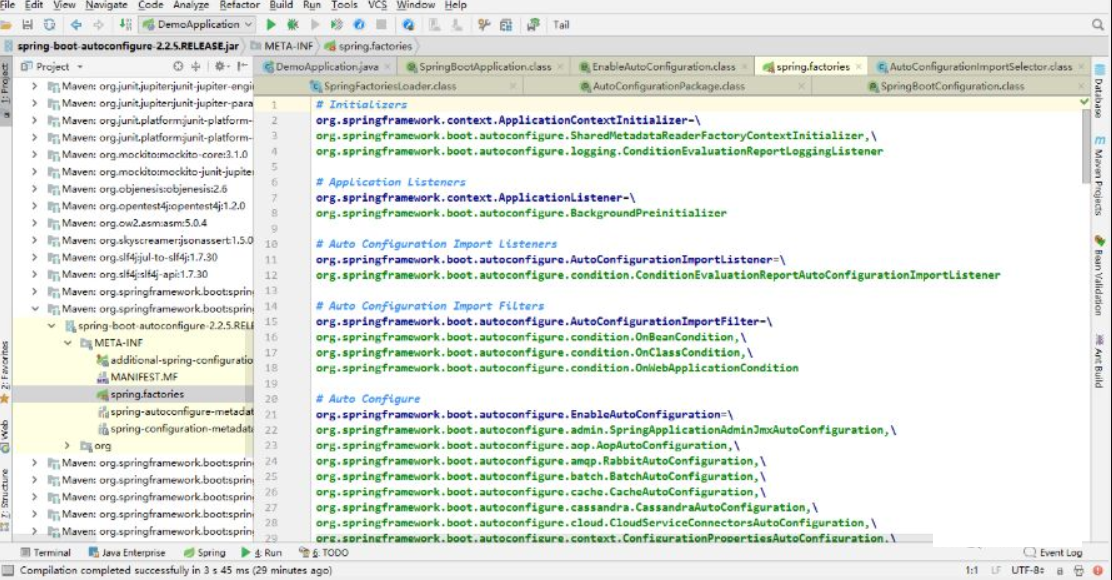 File Edit View Navigate Code Analyze Refactor Build Run Tools VCS Window Help
DemoApplication Tail
spring-boot-autoconfigure-2.2.5.RELEASE.jar META-INF spring.factories
Project
DemoApplication.java SpringBootApplication.class EnableAutoConfiguration.class spring.factories AutoConfigurationImportSelector.class
SpringFactoriesLoader.class AutoConfigurationPackage.class SpringBootConfiguration.class
1: Project
2: Favorites
Web
7: Structure
Maven: org.junit.jupiter:junit-jupiter-engi
Maven: org.junit.jupiter:junit-jupiter-para
Maven: org.junit.platform:junit-platform-
Maven: org.junit.platform:junit-platform-
Maven: org.mockito:mockito-core:3.1.0
Maven: org.mockito:mockito-junit-jupiter
Maven: org.objenesis:objenesis:2.6
Maven: org.opentest4j:opentest4j:1.2.0
Maven: org.ow2.asm:asm:5.0.4
Maven: org.skyscreamer:jsonassert:1.5.0
Maven: org.slf4j:jul-to-slf4j:1.7.30
Maven: org.slf4j:slf4j-api:1.7.30
Maven: org.springframework.boot:spring
Maven: org.springframework.boot:spring
spring-boot-autoconfigure-2.2.5.RELE
META-INF
additional-spring-configuratio
MANIFEST.MF
spring.factories
spring-autoconfigure-metadat
spring-configuration-metadat
org
Maven: org.springframework.boot:spring
Maven: org.springframework.boot:spring
Maven: org.springframework.boot:spring
Maven: org.springframework.boot:spring
Maven: org.springframework.boot:spring
1 # Initializers
2 org.springframework.context.ApplicationContextInitializer=\
3 org.springframework.boot.autoconfigure.SharedMetadataReaderFactoryContextInitializer,\
4 org.springframework.boot.autoconfigure.logging.ConditionEvaluationReportLoggingListener
5
6 # Application Listeners
7 org.springframework.context.ApplicationListener=\
8 org.springframework.boot.autoconfigure.BackgroundPreinitializer
9
10 # Auto Configuration Import Listeners
11 org.springframework.boot.autoconfigure.AutoConfigurationImportListener=\
12 org.springframework.boot.autoconfigure.condition.ConditionEvaluationReportAutoConfigurationImportListener
13
14 # Auto Configuration Import Filters
15 org.springframework.boot.autoconfigure.AutoConfigurationImportFilter=\
16 org.springframework.boot.autoconfigure.condition.OnBeanCondition,\
17 org.springframework.boot.autoconfigure.condition.OnClassCondition,\
18 org.springframework.boot.autoconfigure.condition.OnWebApplicationCondition
19
20 # Auto Configure
21 org.springframework.boot.autoconfigure.EnableAutoConfiguration=\
22 org.springframework.boot.autoconfigure.admin.SpringApplicationAdminJmxAutoConfiguration,\
23 org.springframework.boot.autoconfigure.aop.AopAutoConfiguration,\
24 org.springframework.boot.autoconfigure.amqp.RabbitAutoConfiguration,\
25 org.springframework.boot.autoconfigure.batch.BatchAutoConfiguration,\
26 org.springframework.boot.autoconfigure.cache.CacheAutoConfiguration,\
27 org.springframework.boot.autoconfigure.cassandra.CassandraAutoConfiguration,\
28 org.springframework.boot.autoconfigure.cloud.CloudServiceConnectorsAutoConfiguration,\
29 org.springframework.boot.autoconfigure.context.ConfigurationPropertiesAutoConfiguration,\
Database
Maven Projects
Bean Validation
Ant Build
Terminal Java Enterprise Spring 4: Run 6: TODO Event Log
Compilation completed successfully in 3 s 45 ms (29 minutes ago) 1:1 LF UTF-8